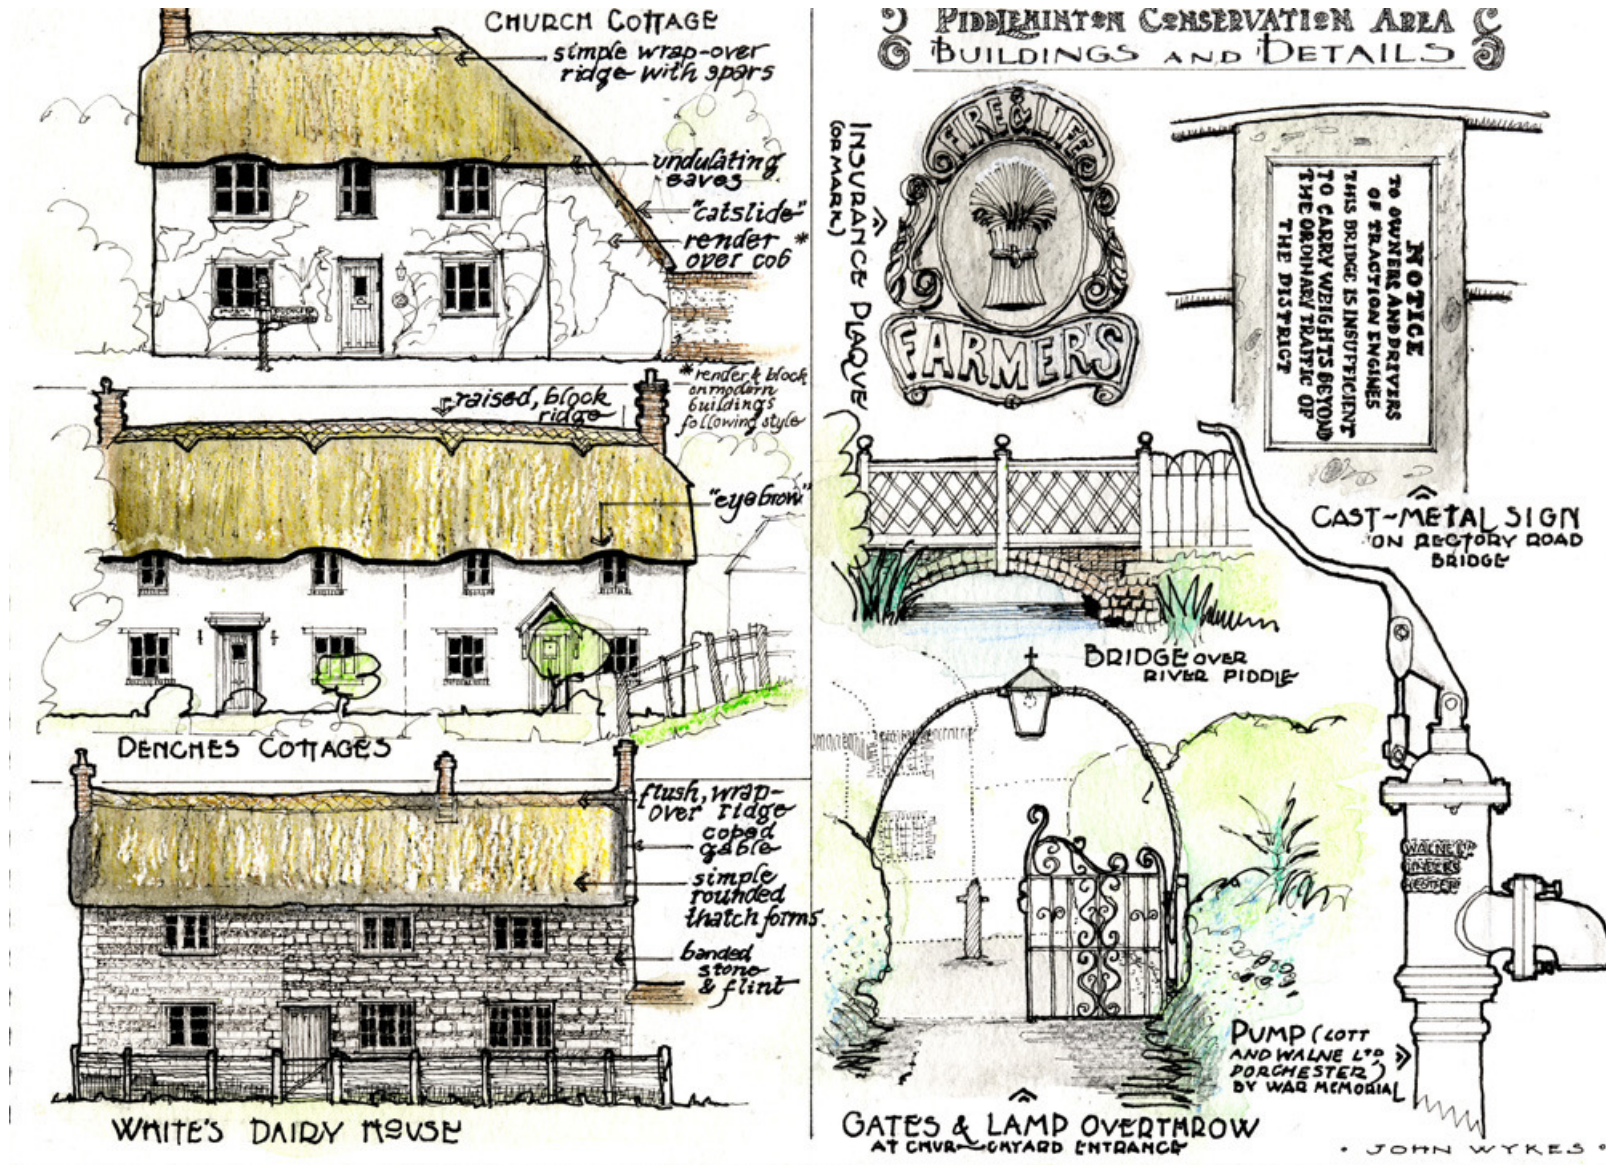 CHURCH COTTAGE
simple wrap-over
ridge with spars
undulating
eaves
"catslide"
render *
over cob
* render & block
on modern
buildings
following style
raised, block
ridge
"eyebrow"
DENCHES COTTAGES
flush, wrap-
over ridge
coped
gable
simple
rounded
thatch forms
banded
stone
& flint
WHITE'S DAIRY HOUSE
PIDDLEHINTON CONSERVATION AREA
BUILDINGS AND DETAILS
INSURANCE PLAQUE
(OR MARK)
FIRE & LIFE
FARMERS
NOTICE
TO OWNERS AND DRIVERS
OF TRACTION ENGINES
THIS BRIDGE IS INSUFFICIENT
TO CARRY WEIGHTS BEYOND
THE ORDINARY TRAFFIC OF
THE DISTRICT
CAST-METAL SIGN
ON RECTORY ROAD
BRIDGE
BRIDGE OVER
RIVER PIDDLE
WALNE LTD
PUMP (LOTT
AND WALNE LTD
DORCHESTER)
BY WAR MEMORIAL
GATES & LAMP OVERTHROW
AT CHUR-CHYARD ENTRANCE
• JOHN WYKES •